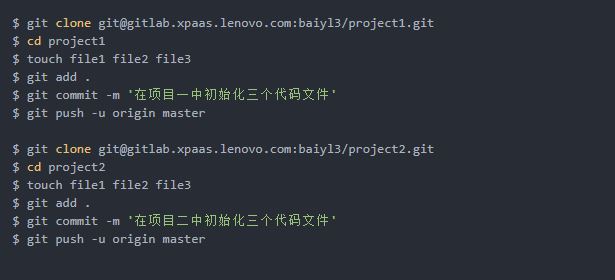 $ git clone git@gitlab.xpaas.lenovo.com:baiyl3/project1.git
$ cd project1
$ touch file1 file2 file3
$ git add .
$ git commit -m '在项目一中初始化三个代码文件'
$ git push -u origin master
$ git clone git@gitlab.xpaas.lenovo.com:baiyl3/project2.git
$ cd project2
$ touch file1 file2 file3
$ git add .
$ git commit -m '在项目二中初始化三个代码文件'
$ git push -u origin master